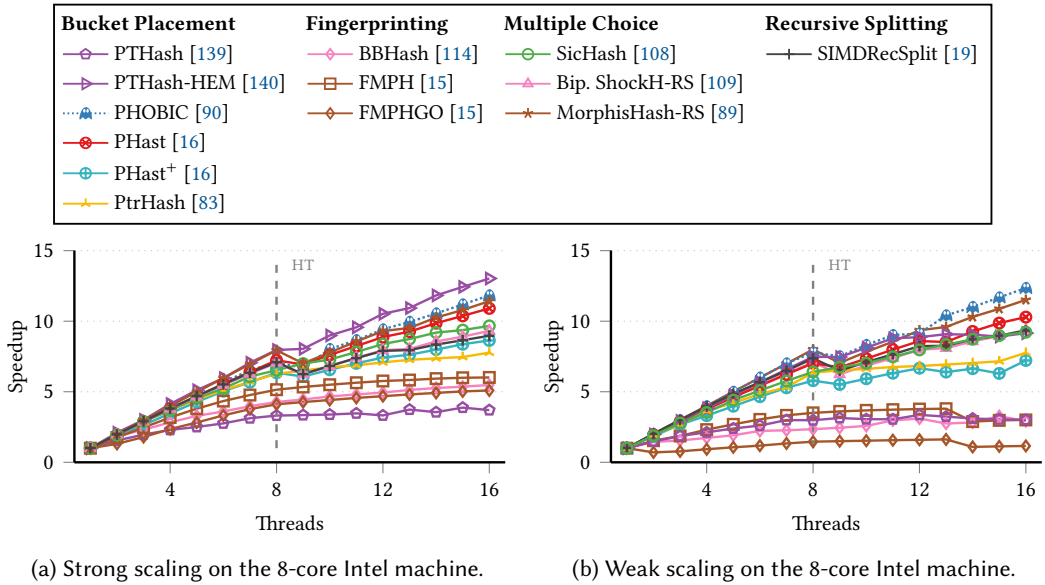 Bucket Placement
PTHash [139]
PTHash-HEM [140]
PHOBIC [90]
PHast [16]
PHast+ [16]
PtrHash [83]
Fingerprinting
BBHash [114]
FMPH [15]
FMPHGO [15]
Multiple Choice
SicHash [108]
Bip. ShockH-RS [109]
MorphisHash-RS [89]
Recursive Splitting
SIMDRecSplit [19]
15
10
5
0
Speedup
HT
4
8
12
16
Threads
(a) Strong scaling on the 8-core Intel machine.
15
10
5
0
Speedup
HT
4
8
12
16
Threads
(b) Weak scaling on the 8-core Intel machine.